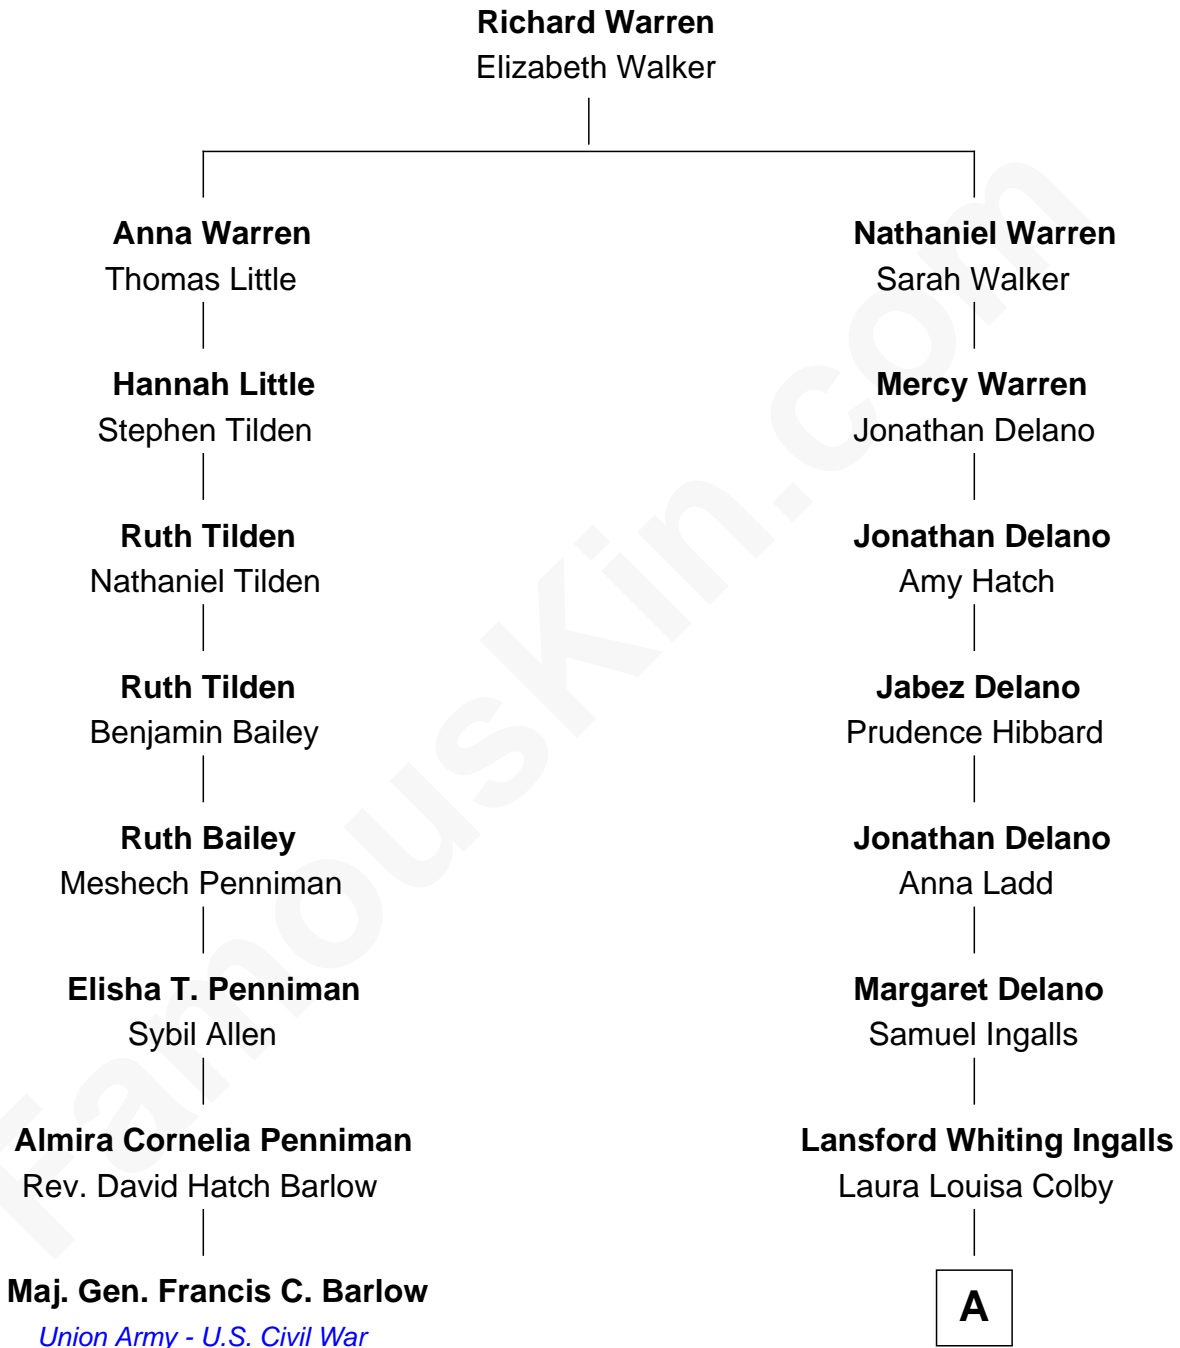 Richard Warren
Elizabeth Walker
Anna Warren
Thomas Little
Nathaniel Warren
Sarah Walker
Hannah Little
Stephen Tilden
Mercy Warren
Jonathan Delano
Ruth Tilden
Nathaniel Tilden
Jonathan Delano
Amy Hatch
Ruth Tilden
Benjamin Bailey
Jabez Delano
Prudence Hibbard
Ruth Bailey
Meshech Penniman
Jonathan Delano
Anna Ladd
Elisha T. Penniman
Sybil Allen
Margaret Delano
Samuel Ingalls
Almira Cornelia Penniman
Rev. David Hatch Barlow
Lansford Whiting Ingalls
Laura Louisa Colby
Maj. Gen. Francis C. Barlow
Union Army - U.S. Civil War
A
FamousKin.com